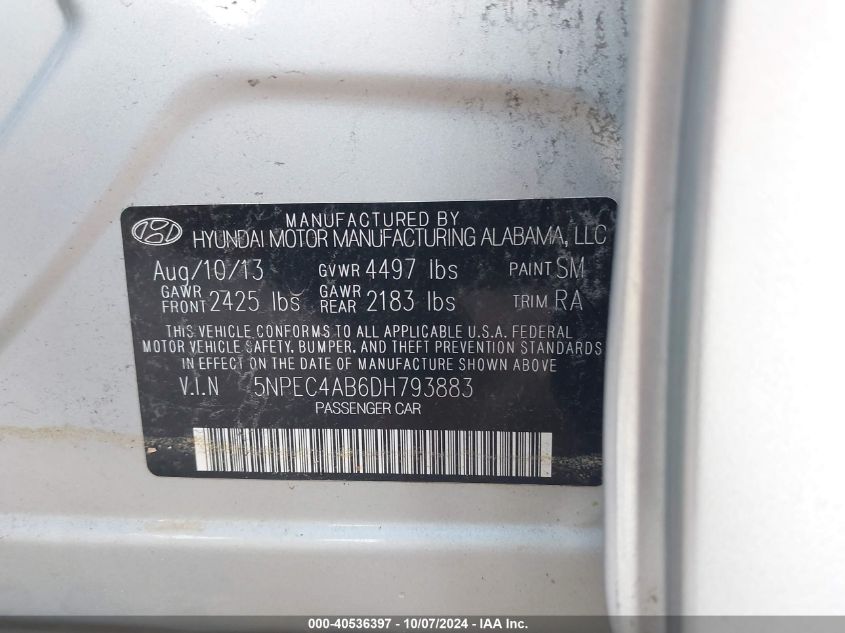 MANUFACTURED BY
HYUNDAI MOTOR MANUFACTURING ALABAMA, LLC
Aug/10/13 GVWR 4497 lbs PAINT SM
GAWR FRONT 2425 lbs GAWR REAR 2183 lbs TRIM RA
THIS VEHICLE CONFORMS TO ALL APPLICABLE U.S.A. FEDERAL
MOTOR VEHICLE SAFETY, BUMPER, AND THEFT PREVENTION STANDARDS
IN EFFECT ON THE DATE OF MANUFACTURE SHOWN ABOVE
V.I.N 5NPEC4AB6DH793883
PASSENGER CAR
000-40536397 - 10/07/2024 - IAA Inc.